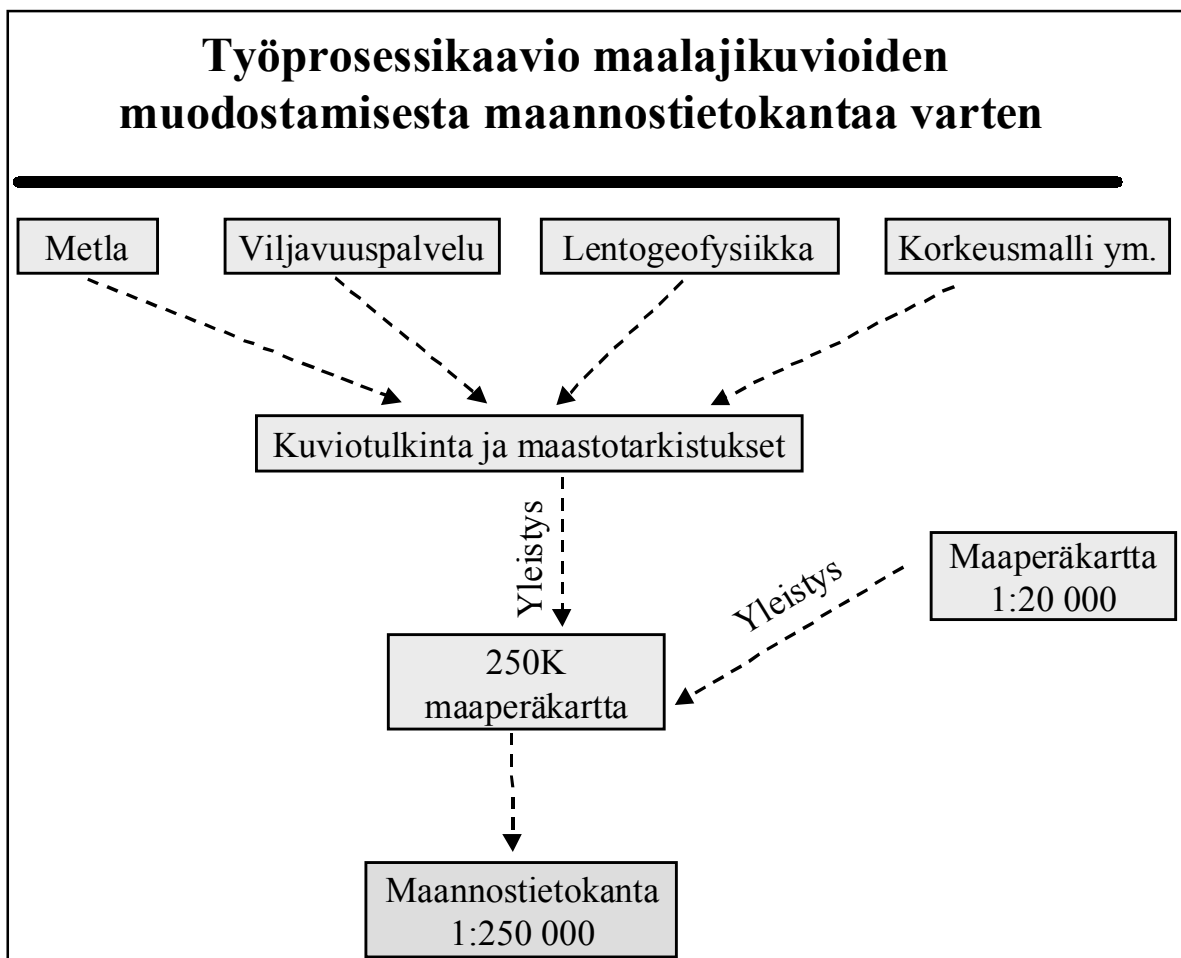 Työprosessikaavio maalajikuvioiden
muodostamisesta maannostietokantaa varten
Metla
Viljavuuspalvelu
Lentogeofysiikka
Korkeusmalli ym.
Kuviotulkinta ja maastotarkistukset
Yleistys
Yleistys
Maaperäkartta
1:20 000
250K
maaperäkartta
Maannostietokanta
1:250 000